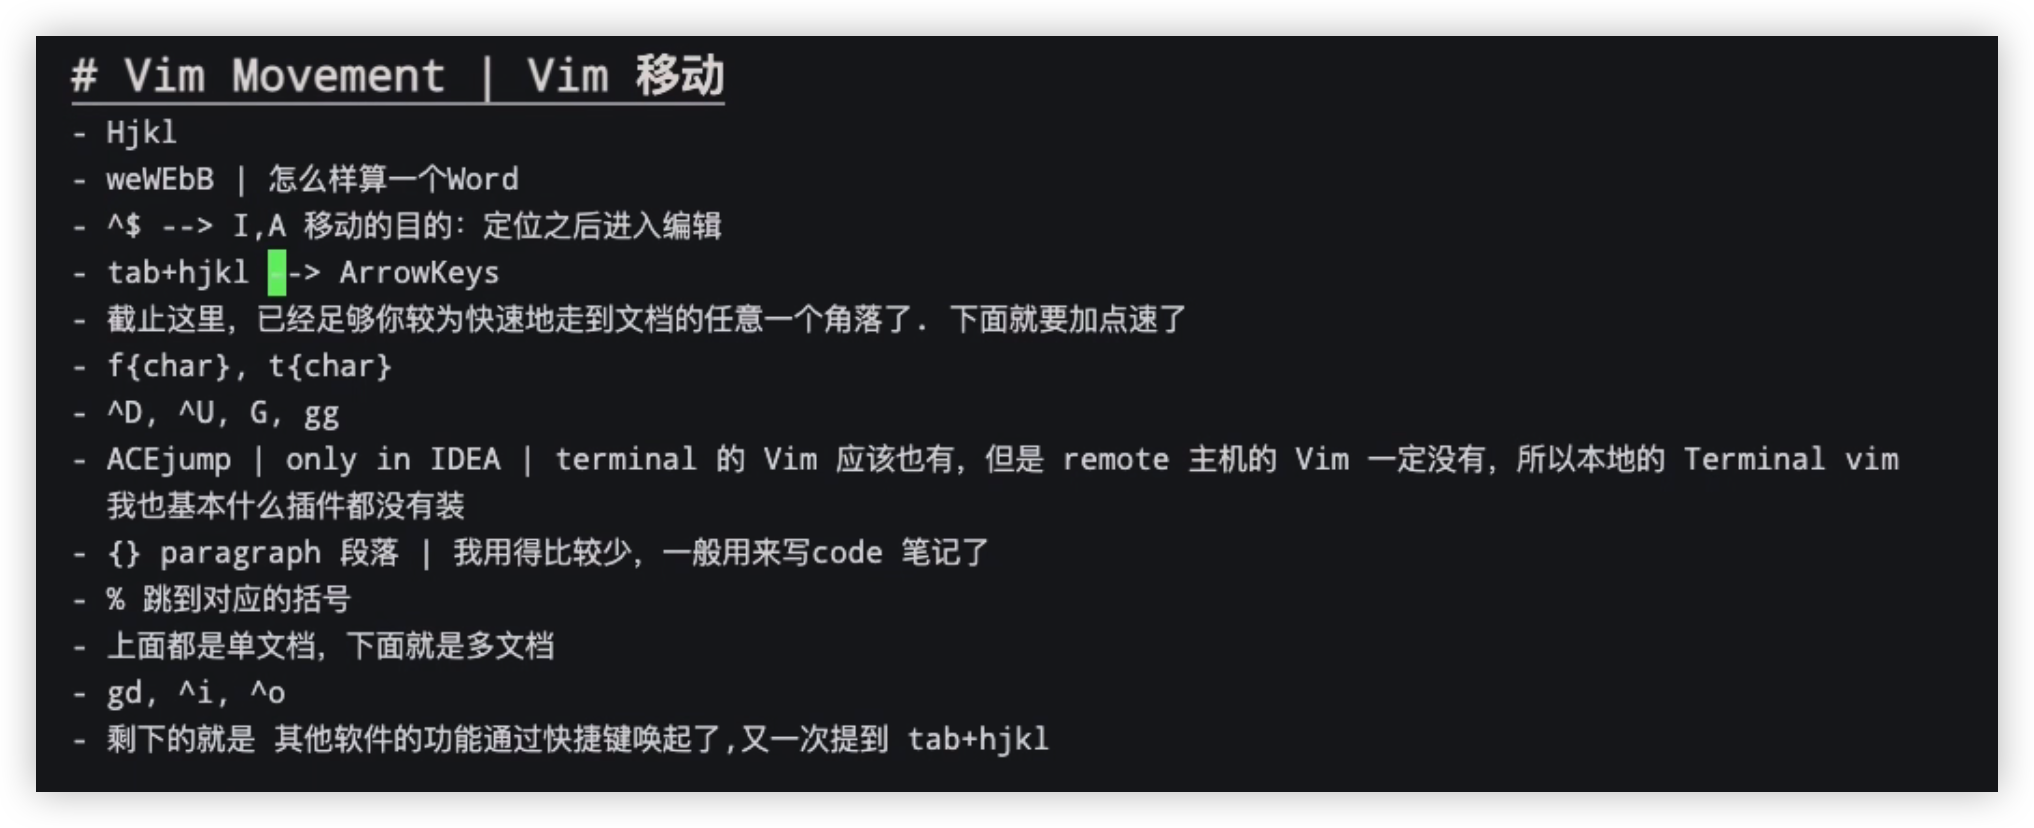 # Vim Movement | Vim 移动
- Hjkl
- weWEbB | 怎么样算一个Word
- ^$ --> I,A 移动的目的: 定位之后进入编辑
- tab+hjkl --> ArrowKeys
- 截止这里, 已经足够你较为快速地走到文档的任意一个角落了. 下面就要加点速了
- f{char}, t{char}
- ^D, ^U, G, gg
- ACEjump | only in IDEA | terminal 的 Vim 应该也有, 但是 remote 主机的 Vim 一定没有, 所以本地的 Terminal vim
我也基本什么插件都没有装
- {} paragraph 段落 | 我用得比较少, 一般用来写code 笔记了
- % 跳到对应的括号
- 上面都是单文档, 下面就是多文档
- gd, ^i, ^o
- 剩下的就是 其他软件的功能通过快捷键唤起了,又一次提到 tab+hjkl